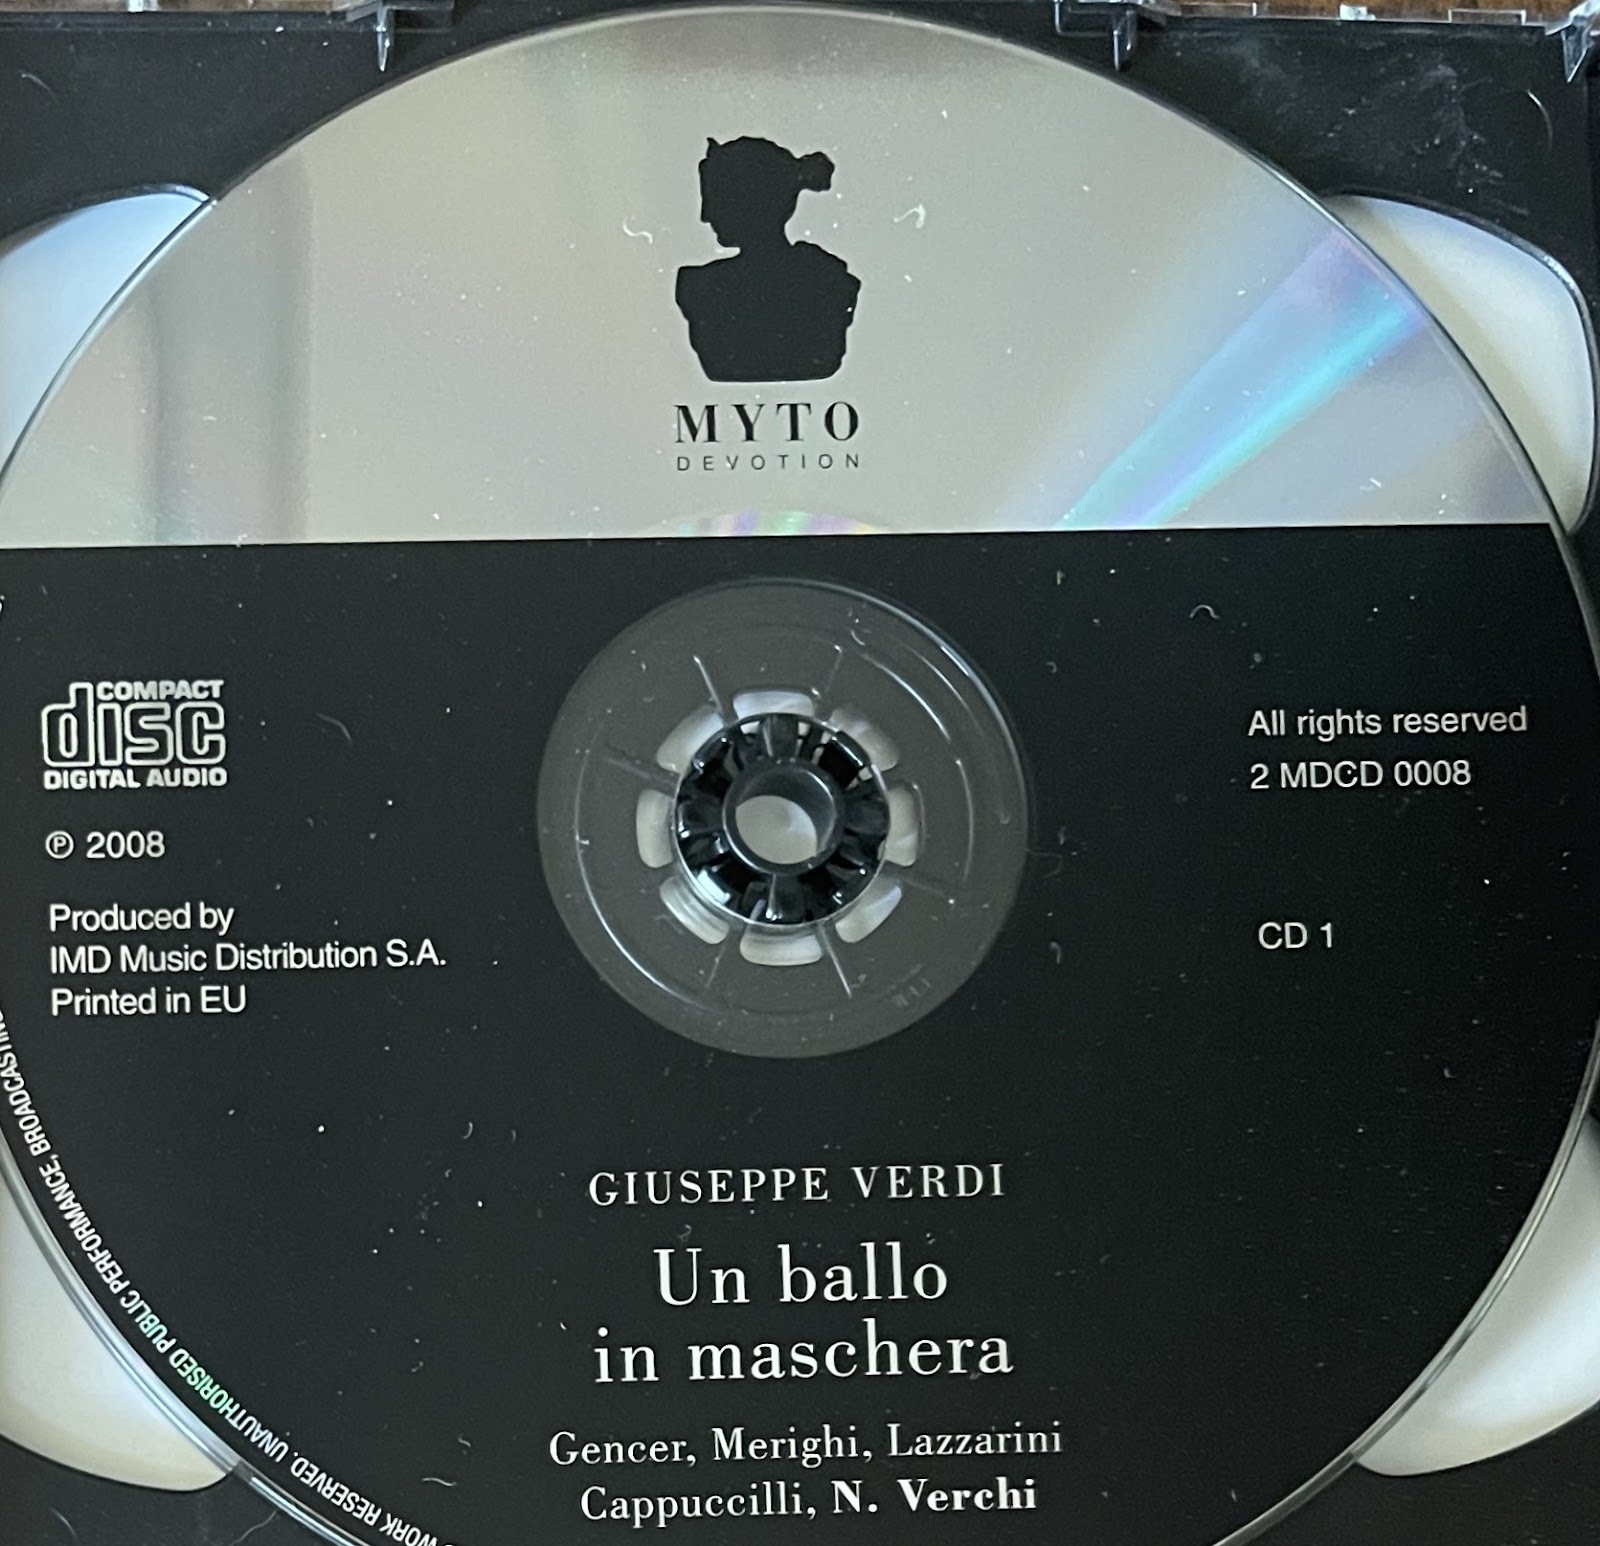 MYTO
DEVOTION
COMPACT
disc
DIGITAL AUDIO
℗ 2008
Produced by
IMD Music Distribution S.A.
Printed in EU
All rights reserved
2 MDCD 0008
CD 1
GIUSEPPE VERDI
Un ballo
in maschera
Gencer, Merighi, Lazzarini
Cappuccilli, N. Verchi
WORK RESERVED. UNAUTHORISED PUBLIC PERFORMANCE, BROADCASTING